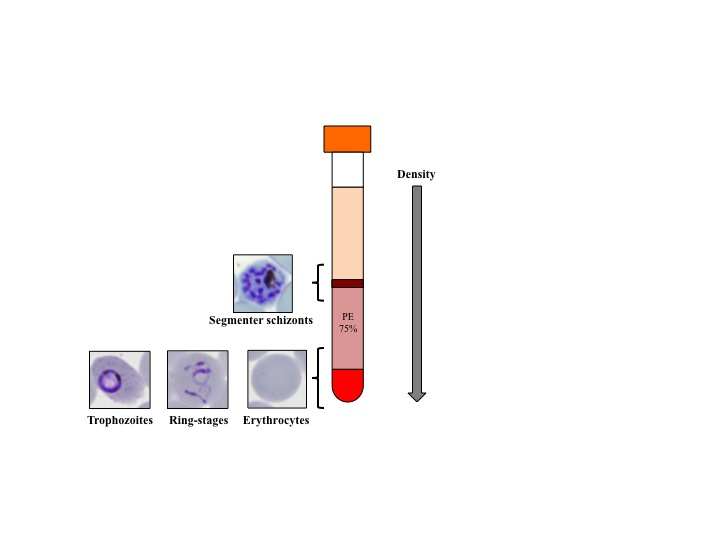 Density
Segmenter schizonts
PE
75%
Trophozoites
Ring-stages
Erythrocytes